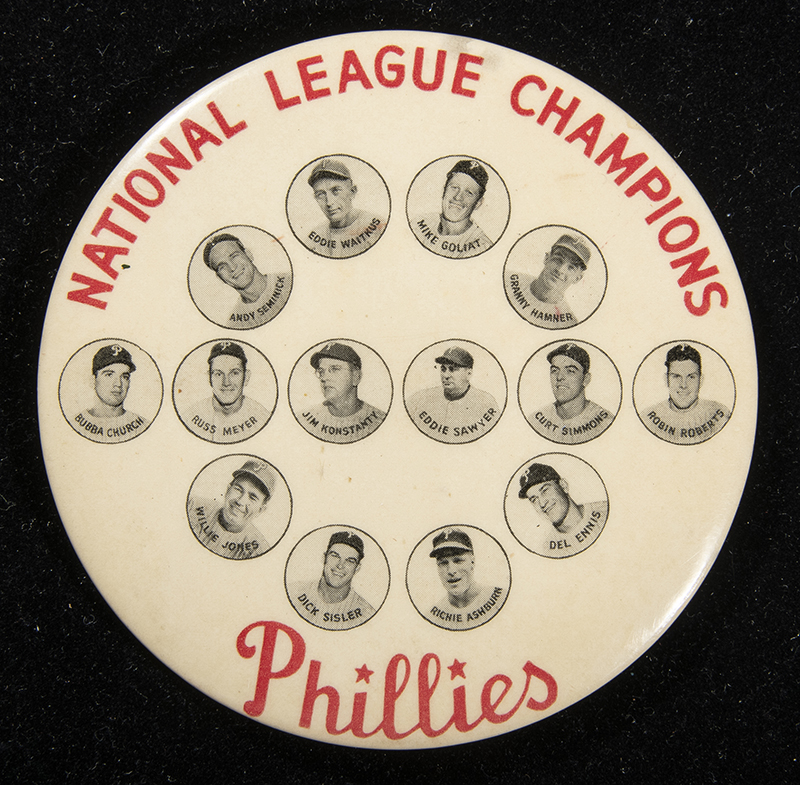 NATIONAL LEAGUE CHAMPIONS
EDDIE WAITKUS
MIKE GOLIAT
ANDY SEMINICK
GRANNY HAMNER
BUBBA CHURCH
RUSS MEYER
JIM KONSTANTY
EDDIE SAWYER
CURT SIMMONS
ROBIN ROBERTS
WILLIE JONES
DEL ENNIS
DICK SISLER
RICHIE ASHBURN
Phillies